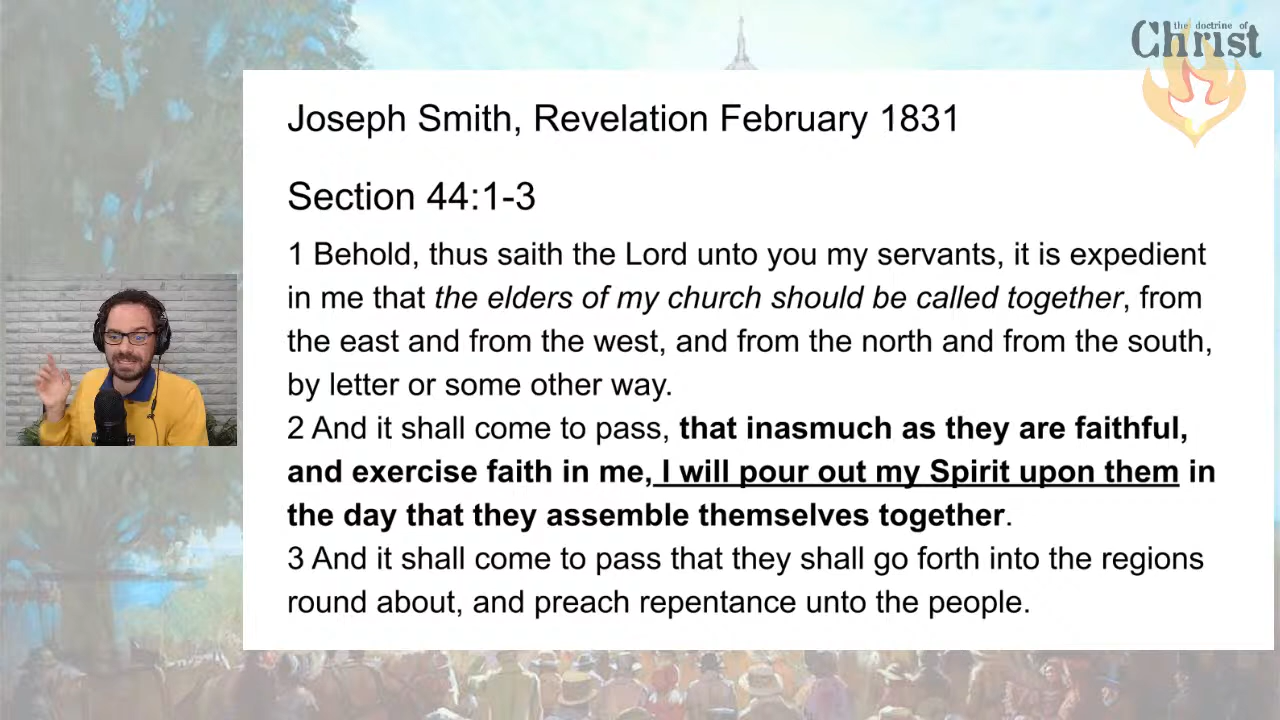 the doctrine of
Christ
Joseph Smith, Revelation February 1831
Section 44:1-3
1 Behold, thus saith the Lord unto you my servants, it is expedient
in me that the elders of my church should be called together, from
the east and from the west, and from the north and from the south,
by letter or some other way.
2 And it shall come to pass, that inasmuch as they are faithful,
and exercise faith in me, I will pour out my Spirit upon them in
the day that they assemble themselves together.
3 And it shall come to pass that they shall go forth into the regions
round about, and preach repentance unto the people.